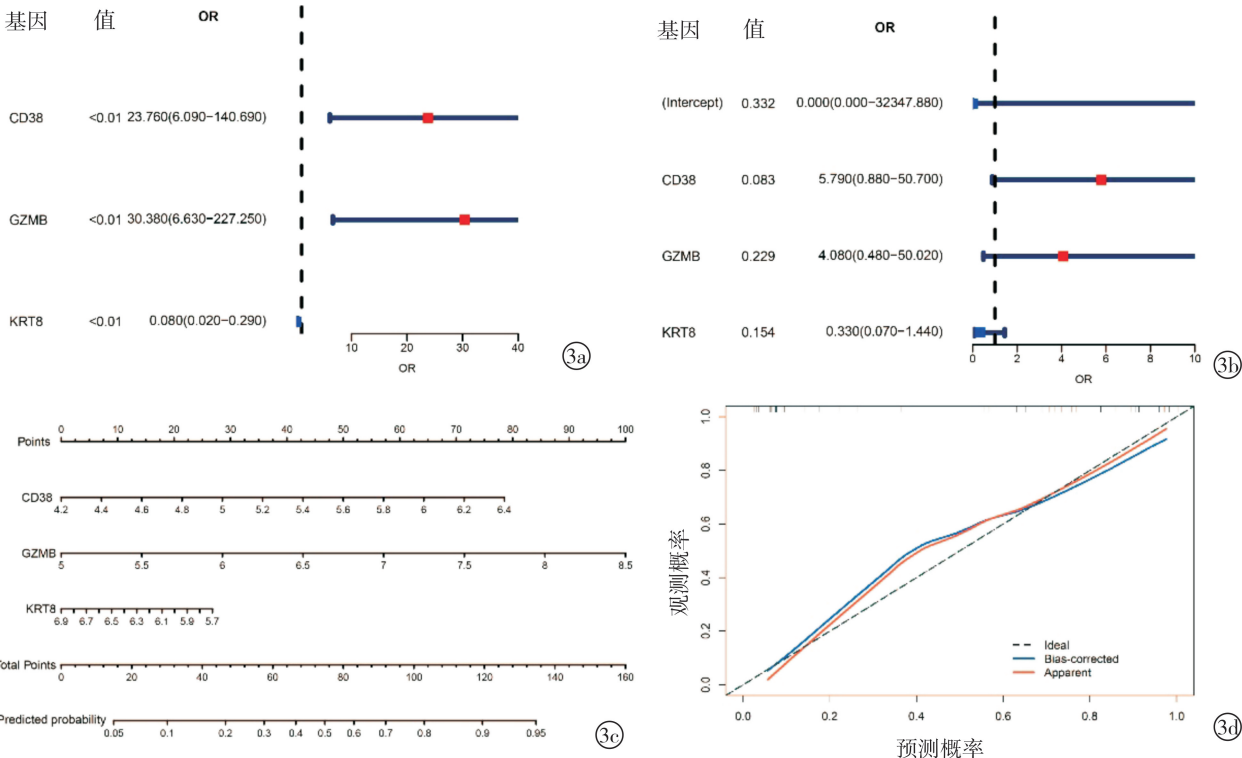 基因 值 OR
CD38 <0.01 23.760(6.090−140.690)
GZMB <0.01 30.380(6.630−227.250)
KRT8 <0.01 0.080(0.020−0.290)
10 20 30 40
OR
3a
基因 值 OR
(Intercept) 0.332 0.000(0.000−32347.880)
CD38 0.083 5.790(0.880−50.700)
GZMB 0.229 4.080(0.480−50.020)
KRT8 0.154 0.330(0.070−1.440)
0 2 4 6 8 10
OR
3b
Points 0 10 20 30 40 50 60 70 80 90 100
CD38 4.2 4.4 4.6 4.8 5 5.2 5.4 5.6 5.8 6 6.2 6.4
GZMB 5 5.5 6 6.5 7 7.5 8 8.5
KRT8 6.9 6.7 6.5 6.3 6.1 5.9 5.7
Total Points 0 20 40 60 80 100 120 140 160
Predicted probability 0.05 0.1 0.2 0.3 0.4 0.5 0.6 0.7 0.8 0.9 0.95
3c
观测概率
1.0
0.8
0.6
0.4
0.2
0.0
Ideal
Bias-corrected
Apparent
0.0 0.2 0.4 0.6 0.8 1.0
预测概率
3d